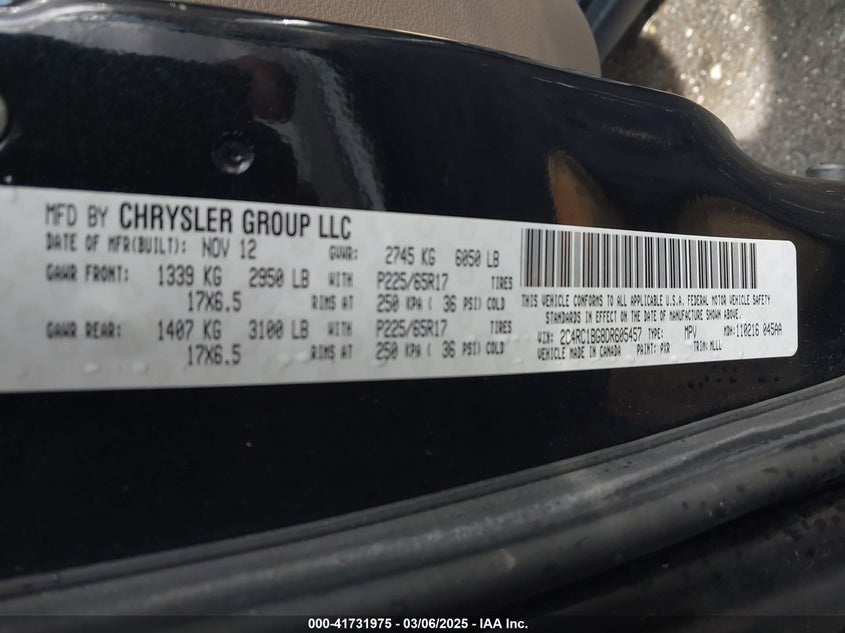 MFD BY CHRYSLER GROUP LLC
DATE OF MFR(BUILT): NOV 12 GVWR: 2745 KG 6050 LB
GAWR FRONT: 1339 KG 2950 LB WITH P225/65R17 TIRES
17X6.5 RIMS AT 250 KPA ( 36 PSI) COLD
GAWR REAR: 1407 KG 3100 LB WITH P225/65R17 TIRES
17X6.5 RIMS AT 250 KPA ( 36 PSI) COLD
THIS VEHICLE CONFORMS TO ALL APPLICABLE U.S.A. FEDERAL MOTOR VEHICLE SAFETY
STANDARDS IN EFFECT ON THE DATE OF MANUFACTURE SHOWN ABOVE.
VIN: 2C4RC1BG8DR605457 TYPE: MPV MDH: 110216 045AA
VEHICLE MADE IN CANADA PAINT: PXR TRIM: MLLL
000-41731975 - 03/06/2025 - IAA Inc.